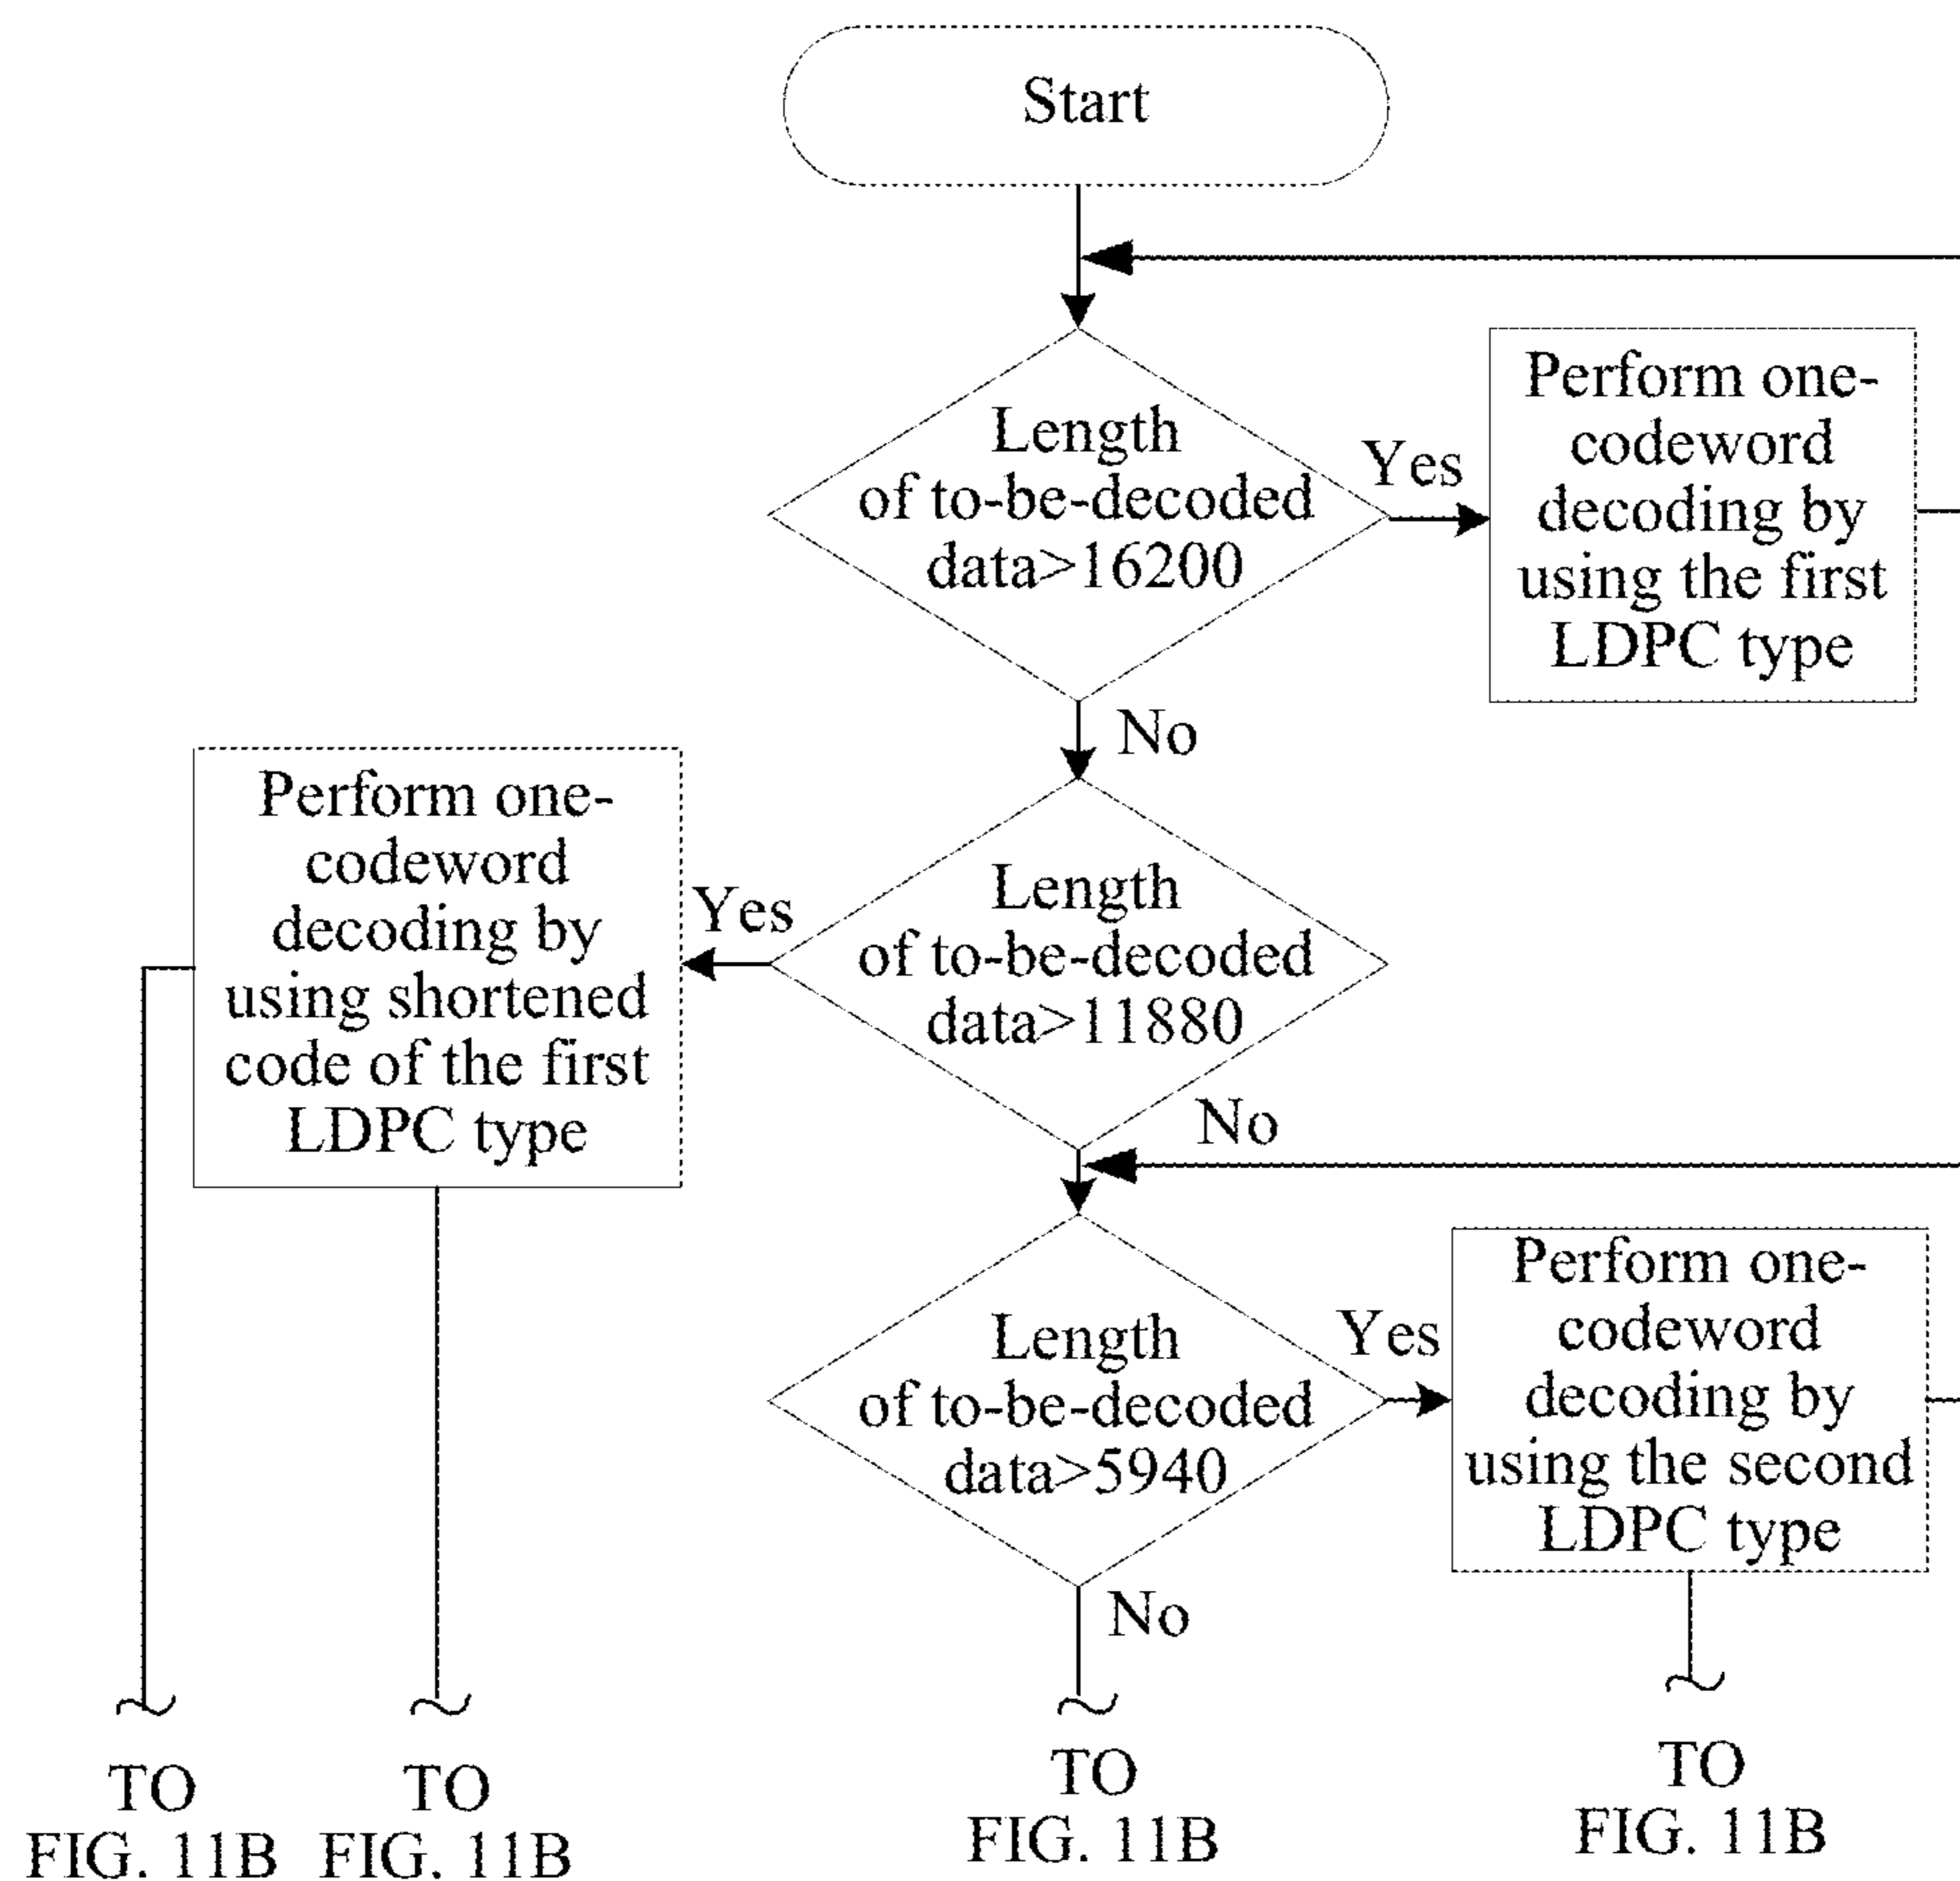 Start
Length
of to-be-decoded
data>16200
Yes
Perform one-
codeword
decoding by
using the first
LDPC type
No
Perform one-
codeword
decoding by
using shortened
code of the first
LDPC type
Yes
Length
of to-be-decoded
data>11880
No
Length
of to-be-decoded
data>5940
Yes
Perform one-
codeword
decoding by
using the second
LDPC type
No
TO
FIG. 11B
TO
FIG. 11B
TO
FIG. 11B
TO
FIG. 11B